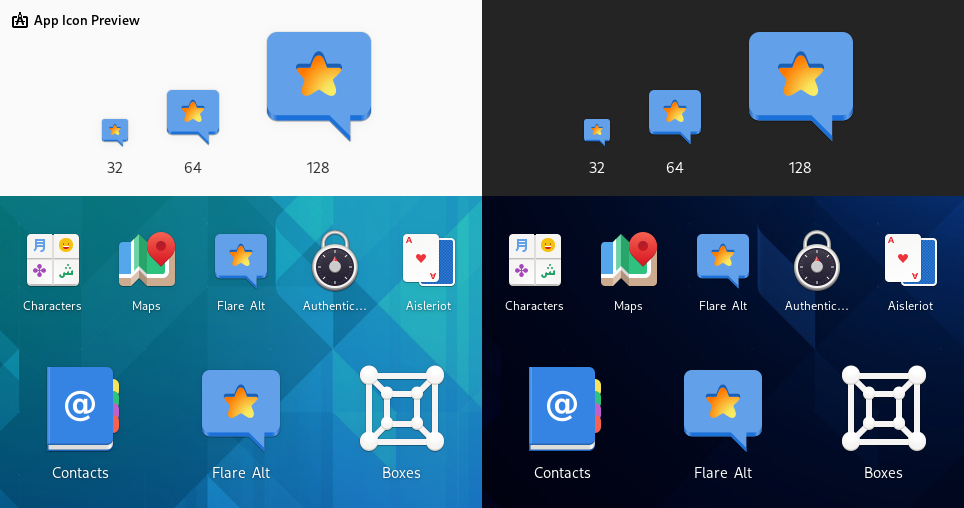 App Icon Preview
32 64 128
32 64 128
月
ش
A
A
Characters Maps Flare Alt Authentic... Aisleriot
月
ش
A
A
Characters Maps Flare Alt Authentic... Aisleriot
@
Contacts Flare Alt Boxes
@
Contacts Flare Alt Boxes